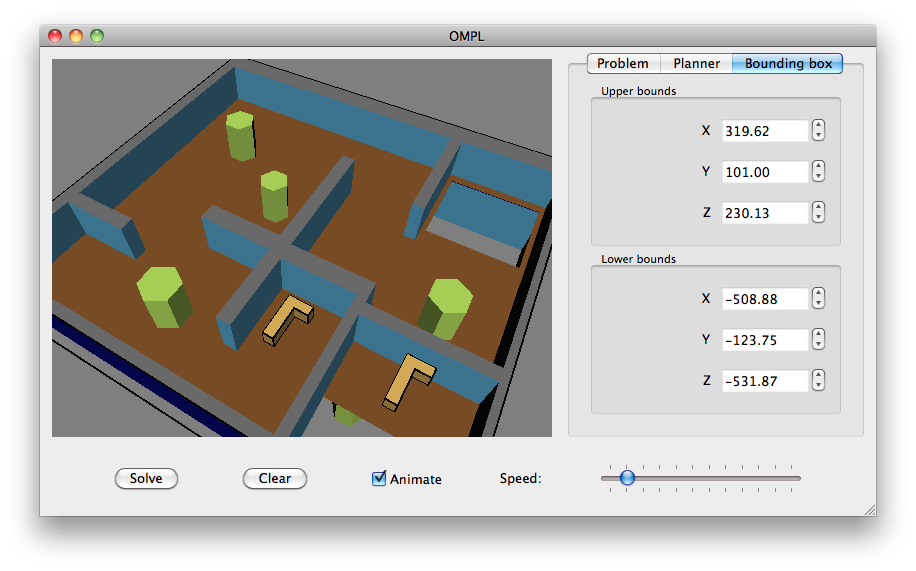 OMPL
Problem Planner Bounding box
Upper bounds
X 319.62
Y 101.00
Z 230.13
Lower bounds
X -508.88
Y -123.75
Z -531.87
Solve Clear Animate Speed: